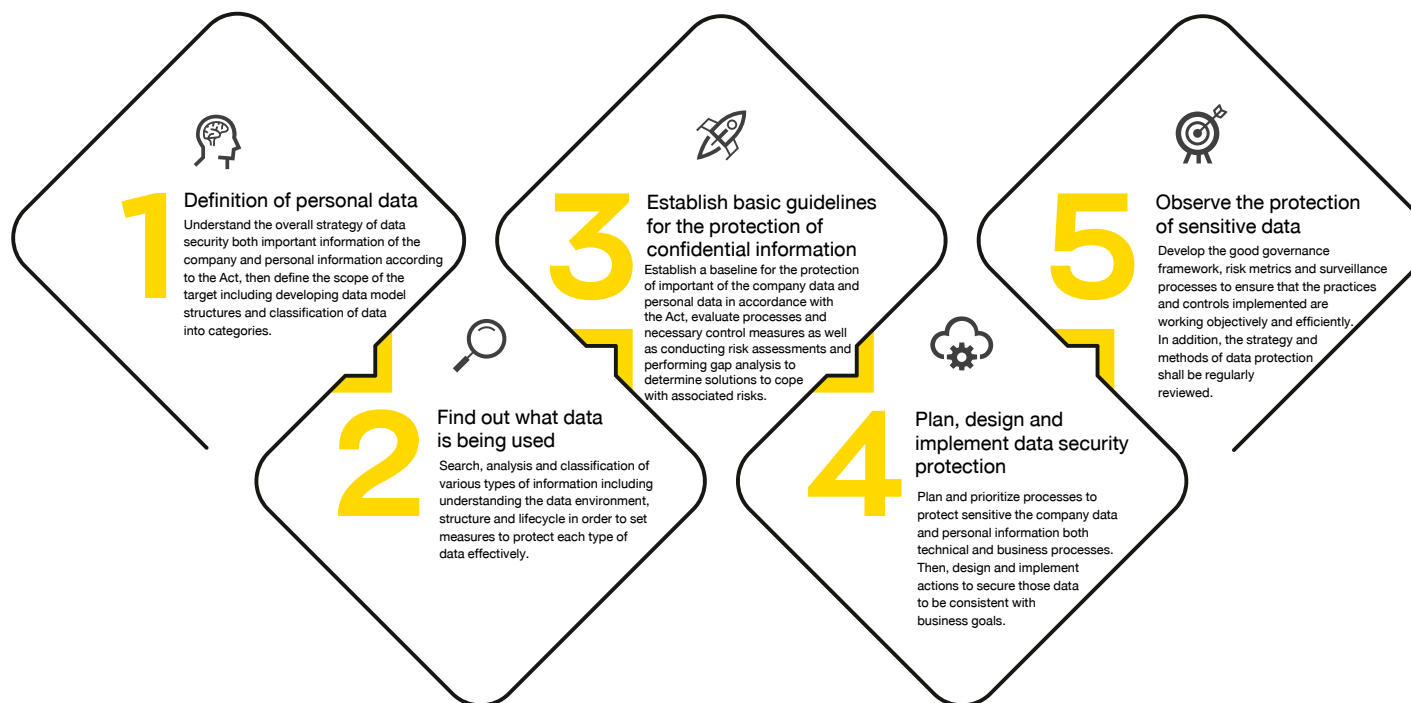 1
Definition of personal data
Understand the overall strategy of data
security both important information of the
company and personal information according
to the Act, then define the scope of the
target including developing data model
structures and classification of data
into categories.
2
Find out what data
is being used
Search, analysis and classification of
various types of information including
understanding the data environment,
structure and lifecycle in order to set
measures to protect each type of
data effectively.
3
Establish basic guidelines
for the protection of
confidential information
Establish a baseline for the protection
of important of the company data and
personal data in accordance with
the Act, evaluate processes and
necessary control measures as well
as conducting risk assessments and
performing gap analysis to
determine solutions to cope
with associated risks.
4
Plan, design and
implement data security
protection
Plan and prioritize processes to
protect sensitive the company data
and personal information both
technical and business processes.
Then, design and implement
actions to secure those data
to be consistent with
business goals.
5
Observe the protection
of sensitive data
Develop the good governance
framework, risk metrics and surveillance
processes to ensure that the practices
and controls implemented are
working objectively and efficiently.
In addition, the strategy and
methods of data protection
shall be regularly
reviewed.